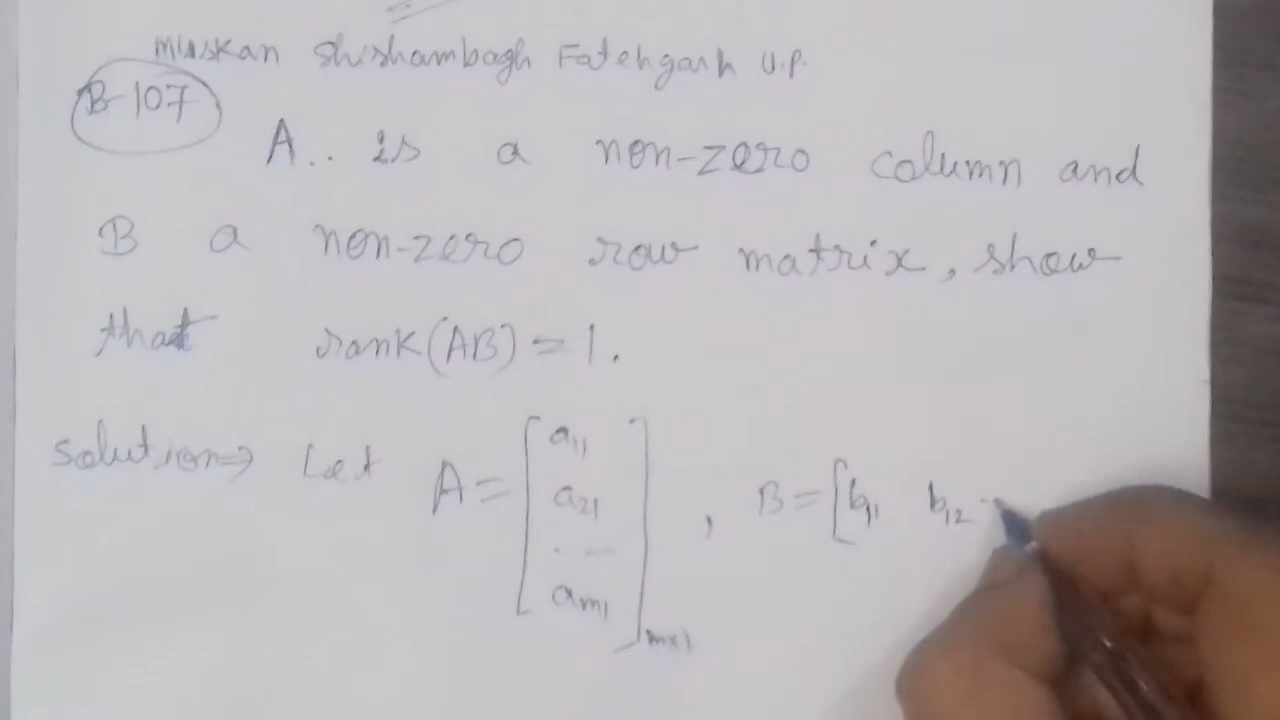 Muskan Shishambagh Fatehgarh U.P.
B-107
A.. is a non-zero column and
B a non-zero row matrix, show
that rank(AB) = 1.
Solution⇒ Let A = [a11 a21 ... am1]mx1 , B = [b11 b12 -